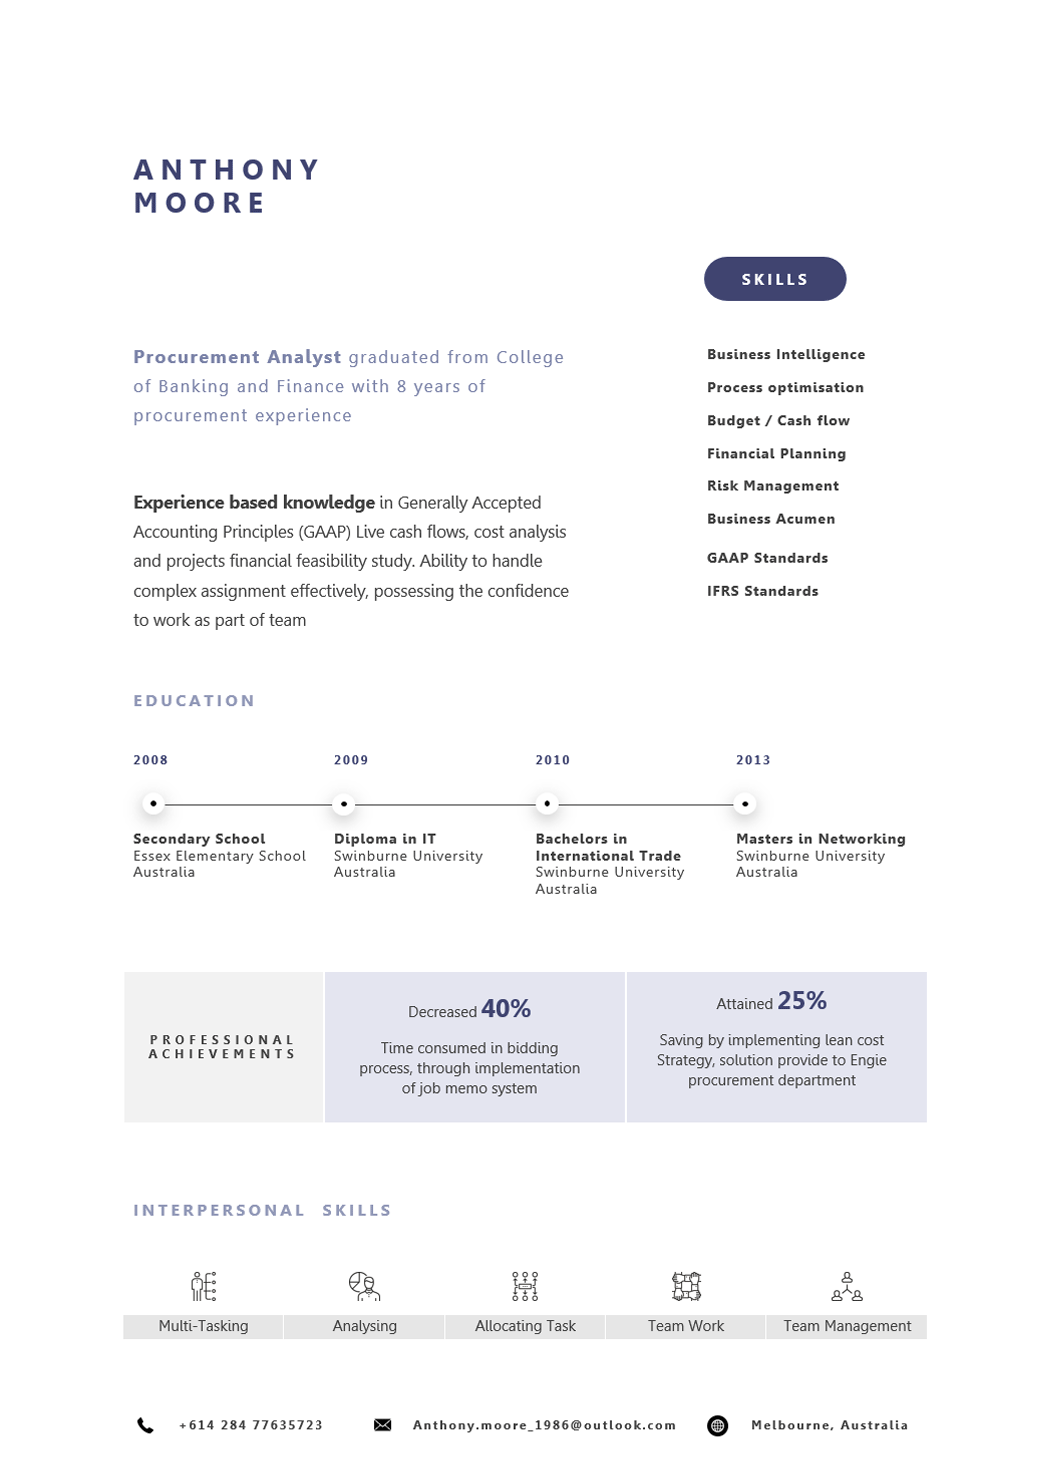 ANTHONY
MOORE
SKILLS
Procurement Analyst graduated from College
of Banking and Finance with 8 years of
procurement experience
Experience based knowledge in Generally Accepted
Accounting Principles (GAAP) Live cash flows, cost analysis
and projects financial feasibility study. Ability to handle
complex assignment effectively, possessing the confidence
to work as part of team
Business Intelligence
Process optimisation
Budget / Cash flow
Financial Planning
Risk Management
Business Acumen
GAAP Standards
IFRS Standards
EDUCATION
2008
Secondary School
Essex Elementary School
Australia
2009
Diploma in IT
Swinburne University
Australia
2010
Bachelors in
International Trade
Swinburne University
Australia
2013
Masters in Networking
Swinburne University
Australia
PROFESSIONAL
ACHIEVEMENTS
Decreased 40%
Time consumed in bidding
process, through implementation
of job memo system
Attained 25%
Saving by implementing lean cost
Strategy, solution provide to Engie
procurement department
INTERPERSONAL SKILLS
Multi-Tasking
Analysing
Allocating Task
Team Work
Team Management
+614 284 77635723
Anthony.moore_1986@outlook.com
Melbourne, Australia